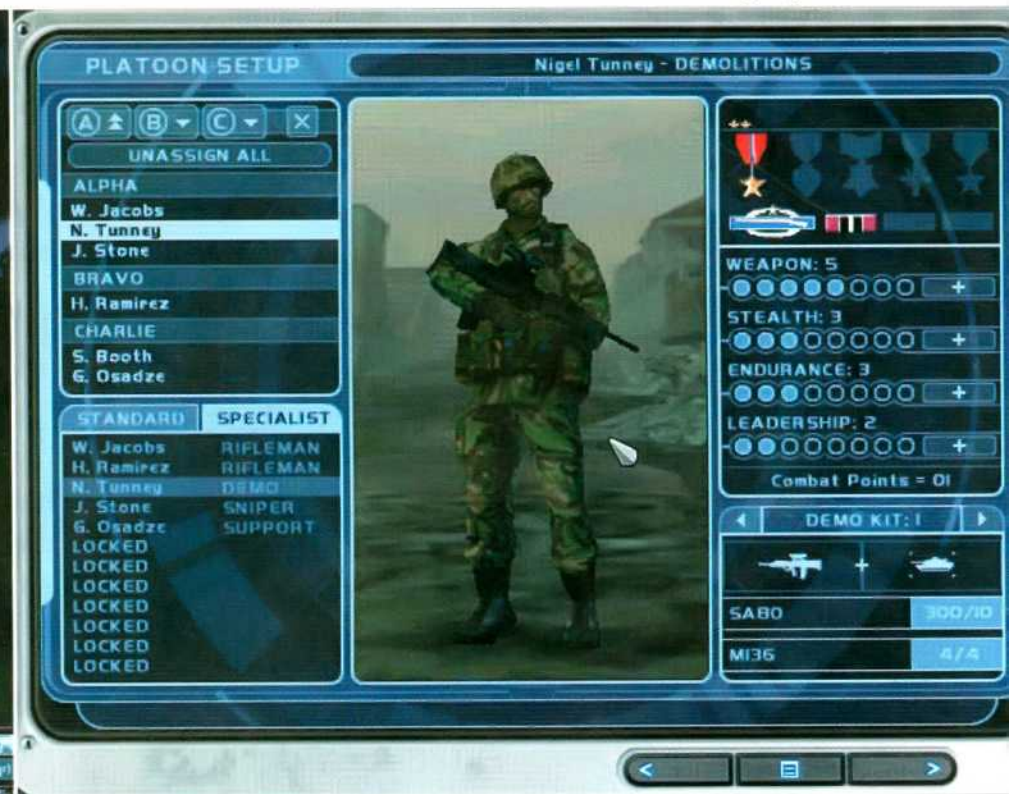 PLATOON SETUP
Nigel Tunney - DEMOLITIONS
A B C X
UNASSIGN ALL
ALPHA
W. Jacobs
N. Tunney
J. Stone
BRAVO
H. Ramirez
CHARLIE
S. Booth
G. Osadze
STANDARD SPECIALIST
W. Jacobs RIFLEMAN
H. Ramirez RIFLEMAN
N. Tunney DEMO
J. Stone SNIPER
G. Osadze SUPPORT
LOCKED
LOCKED
LOCKED
LOCKED
LOCKED
LOCKED
LOCKED
WEAPON: 5
+
STEALTH: 3
+
ENDURANCE: 3
+
LEADERSHIP: 2
+
Combat Points = 01
DEMO KIT: 1
+
SA80 300/10
M136 4/4
< >